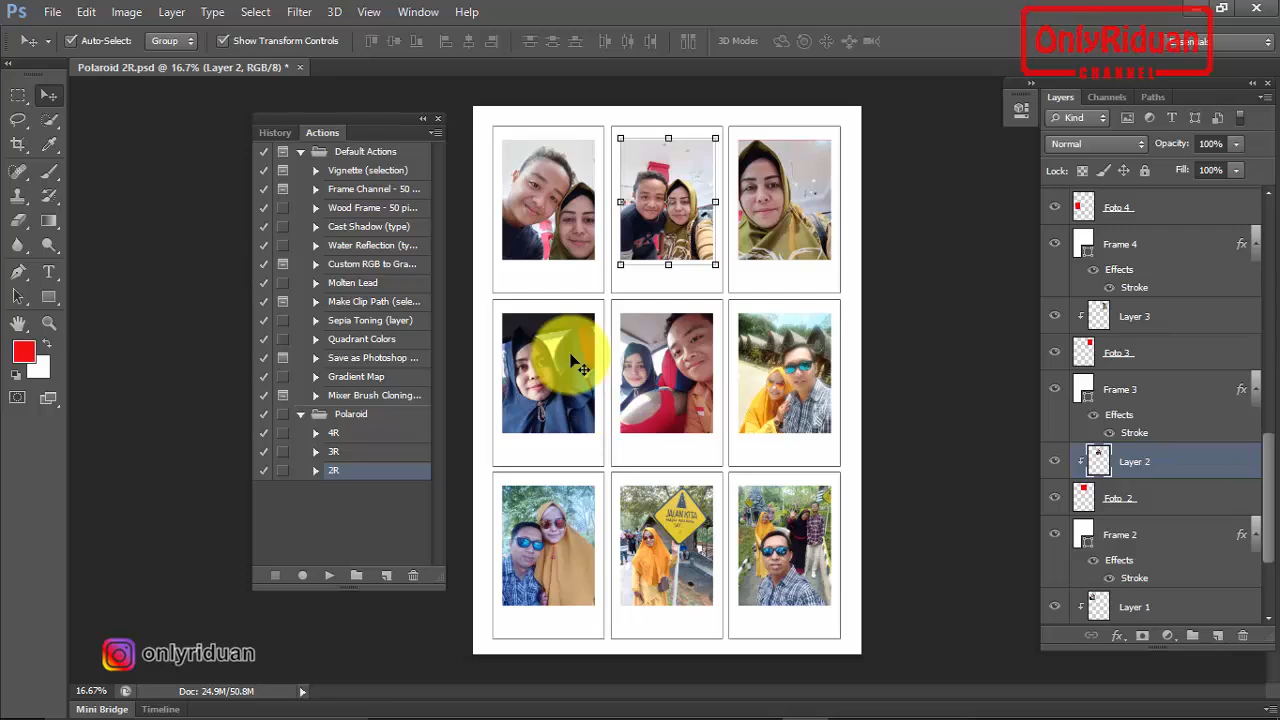 Ps File Edit Image Layer Type Select Filter 3D View Window Help
Auto-Select: Group Show Transform Controls 3D Mode:
OnlyRiduan
CHANNEL
Polaroid 2R.psd @ 16.7% (Layer 2, RGB/8) * ×
History Actions
Default Actions
Vignette (selection)
Frame Channel - 50 ...
Wood Frame - 50 pi...
Cast Shadow (type)
Water Reflection (ty...
Custom RGB to Gra...
Molten Lead
Make Clip Path (sele...
Sepia Toning (layer)
Quadrant Colors
Save as Photoshop ...
Gradient Map
Mixer Brush Cloning...
Polaroid
4R
3R
2R
JALAN KITA
Layers Channels Paths
Kind
Normal Opacity: 100%
Lock: Fill: 100%
Foto 4
Frame 4 fx
Effects
Stroke
Layer 3
Foto 3
Frame 3 fx
Effects
Stroke
Layer 2
Foto 2
Frame 2 fx
Effects
Stroke
Layer 1
onlyriduan
16.67% Doc: 24.9M/50.8M
Mini Bridge Timeline